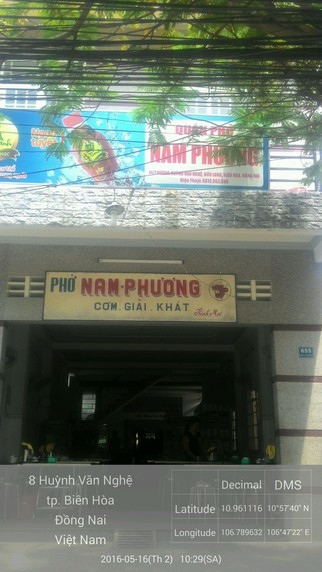 QUÁN PHỞ
NAM PHƯƠNG
PHỞ NAM-PHƯƠNG
CƠM. GIẢI. KHÁT
8 Huỳnh Văn Nghệ
tp. Biên Hòa
Đồng Nai
Việt Nam
Decimal DMS
Latitude 10.961116 10°57'40" N
Longitude 106.789632 106°47'22" E
2016-05-16(Th 2) 10:29(SA)